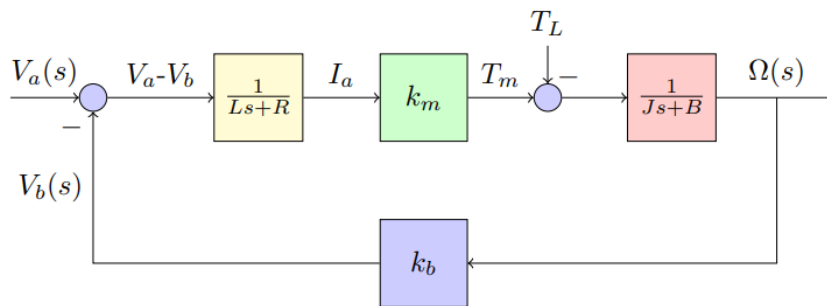 T_L
V_a(s)
V_a-V_b
1/(Ls+R)
I_a
k_m
T_m
−
1/(Js+B)
Ω(s)
−
V_b(s)
k_b